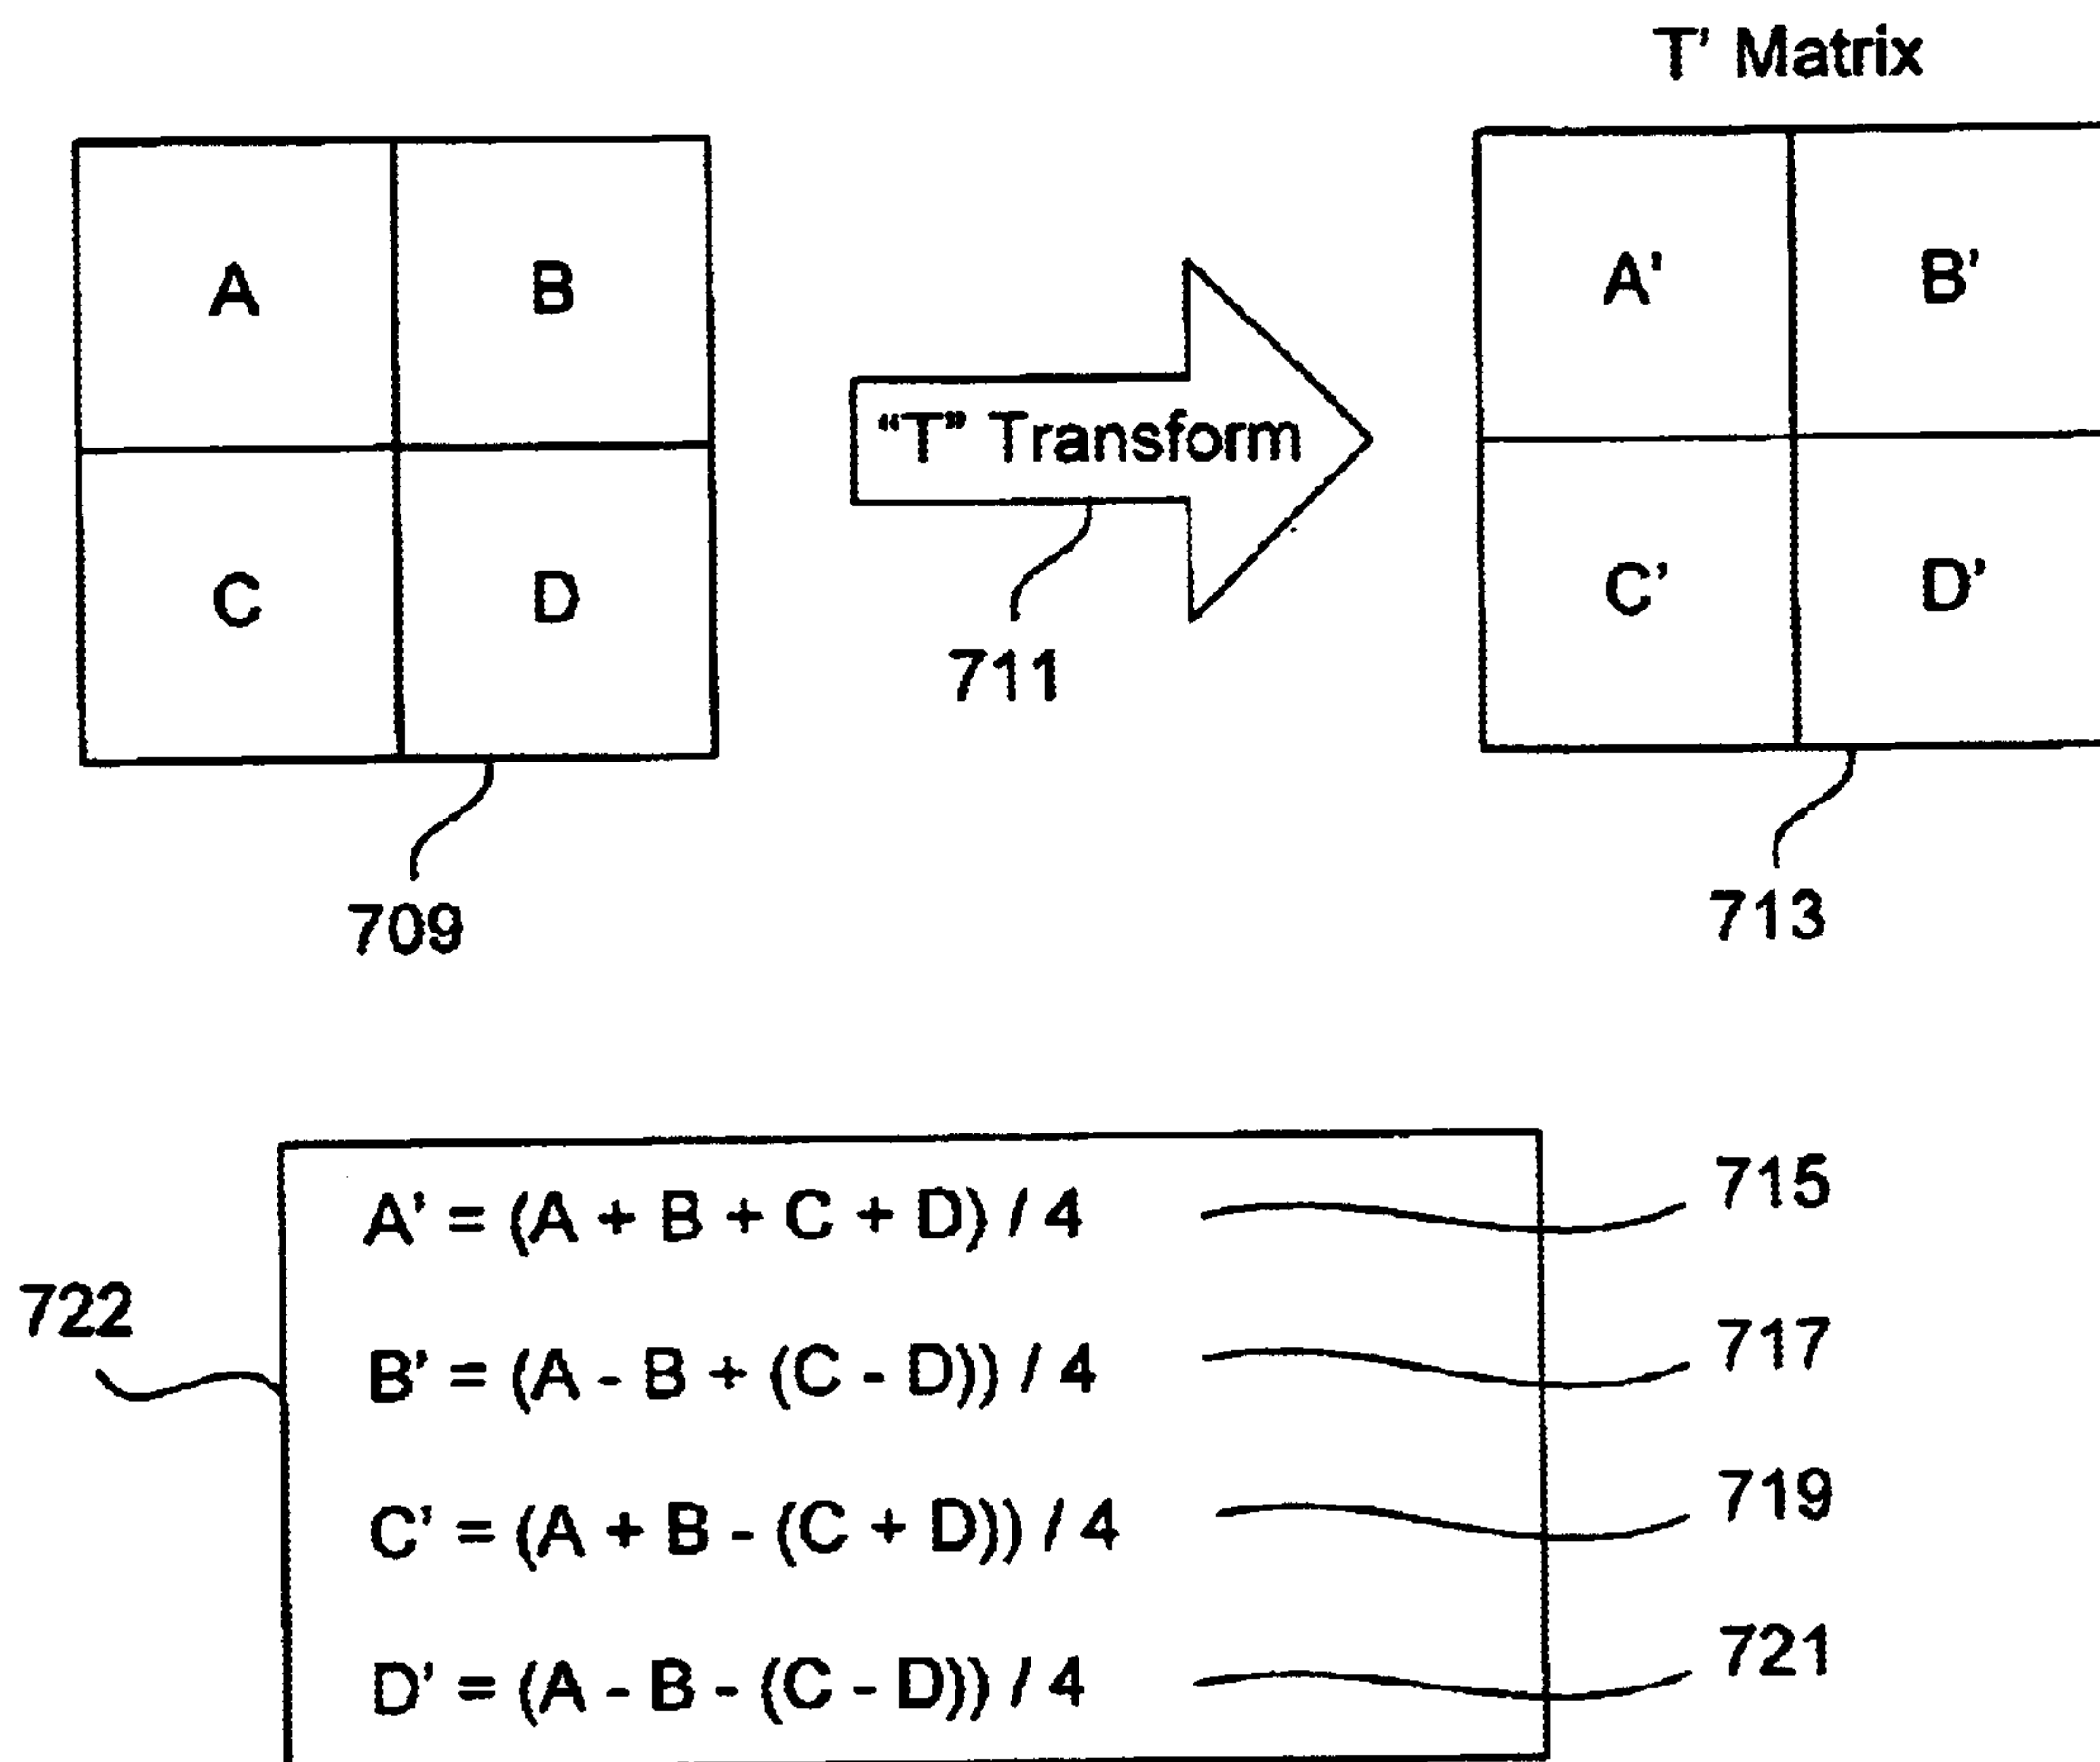 T' Matrix
A B
A' B'
"T" Transform
C D
C' D'
711
709
713
A' = (A + B + C + D) / 4
715
722
B' = (A - B + (C - D)) / 4
717
C' = (A + B - (C + D)) / 4
719
D' = (A - B - (C - D)) / 4
721